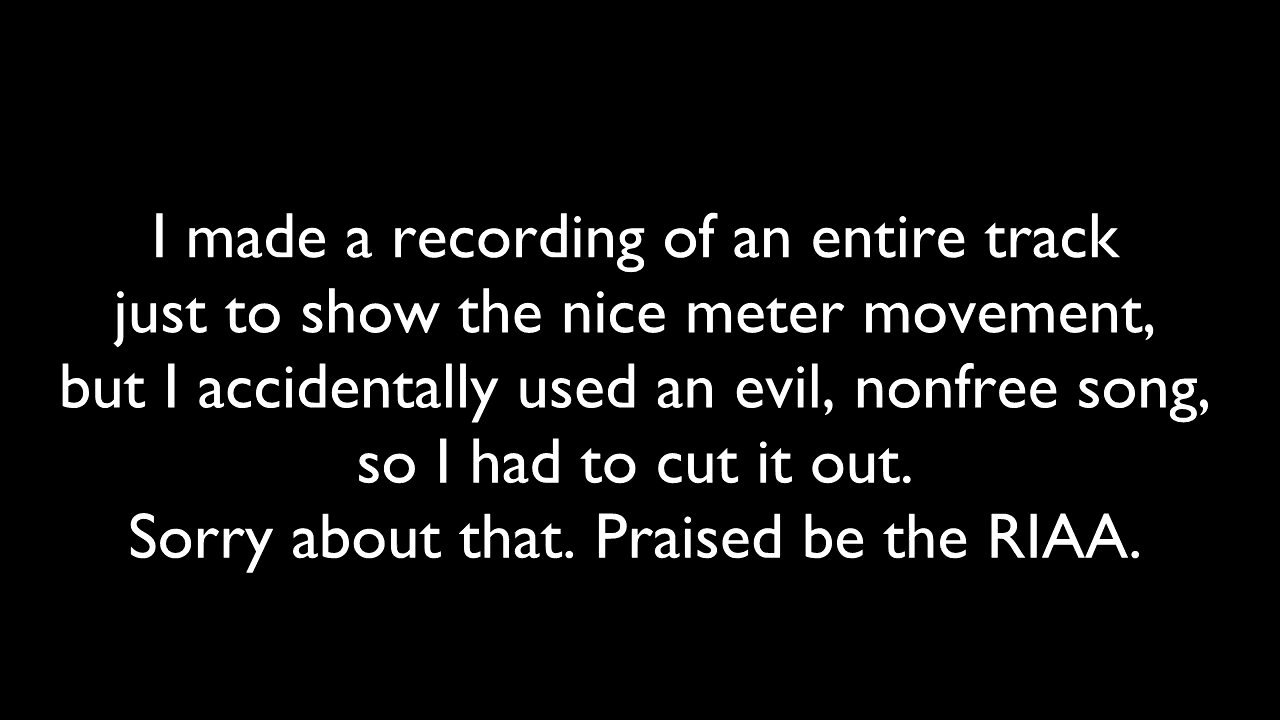 I made a recording of an entire track
just to show the nice meter movement,
but I accidentally used an evil, nonfree song,
so I had to cut it out.
Sorry about that. Praised be the RIAA.